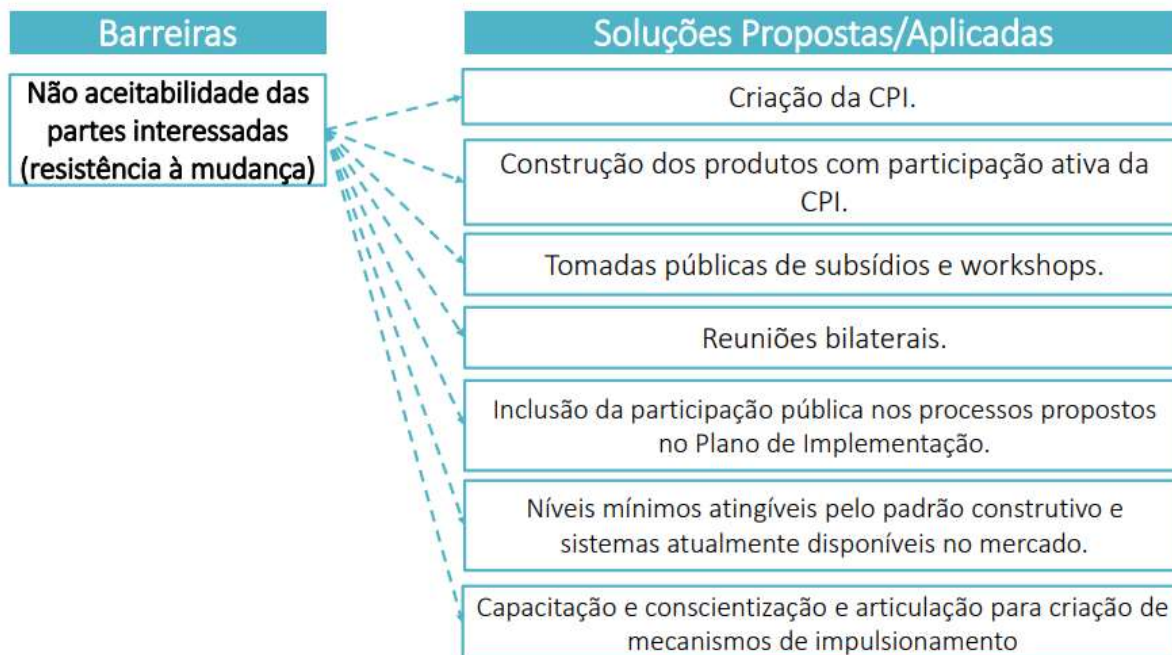 Barreiras
Não aceitabilidade das
partes interessadas
(resistência à mudança)
Soluções Propostas/Aplicadas
Criação da CPI.
Construção dos produtos com participação ativa da
CPI.
Tomadas públicas de subsídios e workshops.
Reuniões bilaterais.
Inclusão da participação pública nos processos propostos
no Plano de Implementação.
Níveis mínimos atingíveis pelo padrão construtivo e
sistemas atualmente disponíveis no mercado.
Capacitação e conscientização e articulação para criação de
mecanismos de impulsionamento